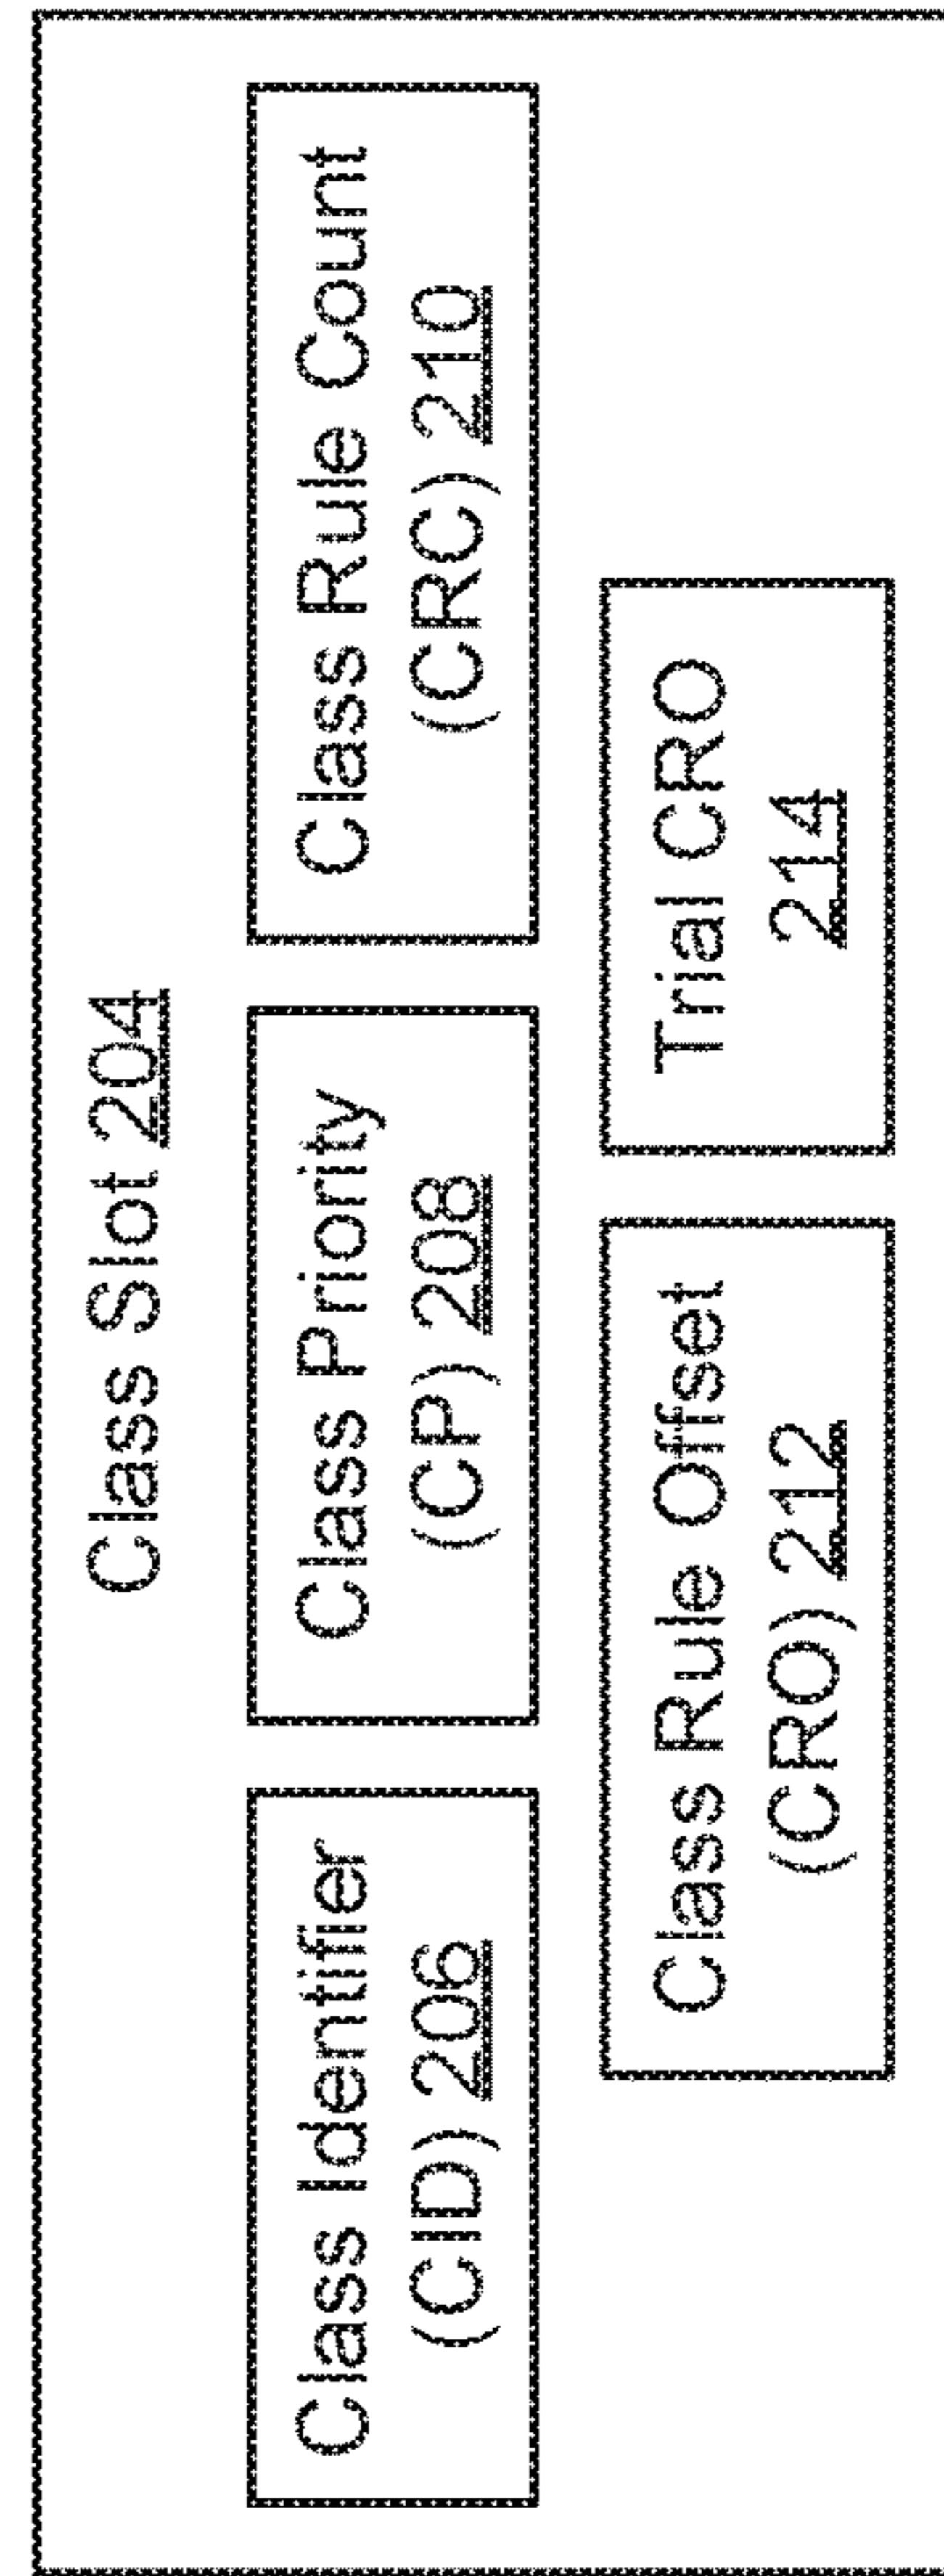 Class Slot 204
Class Identifier
(CID) 206
Class Priority
(CP) 208
Class Rule Count
(CRC) 210
Class Rule Offset
(CRO) 212
Trial CRO
214